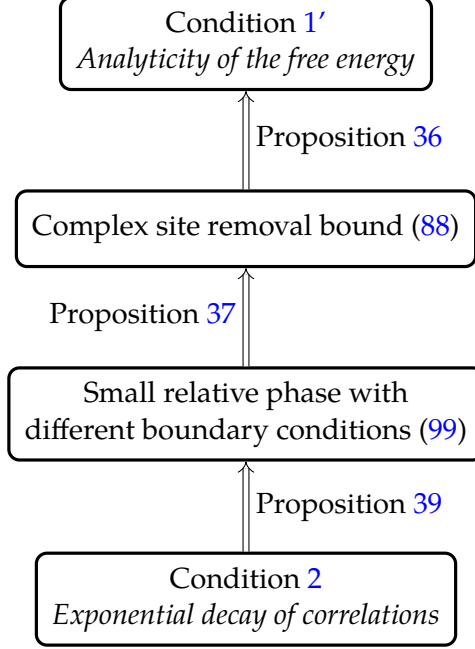 Condition 1'
Analyticity of the free energy
Proposition 36
Complex site removal bound (88)
Proposition 37
Small relative phase with
different boundary conditions (99)
Proposition 39
Condition 2
Exponential decay of correlations